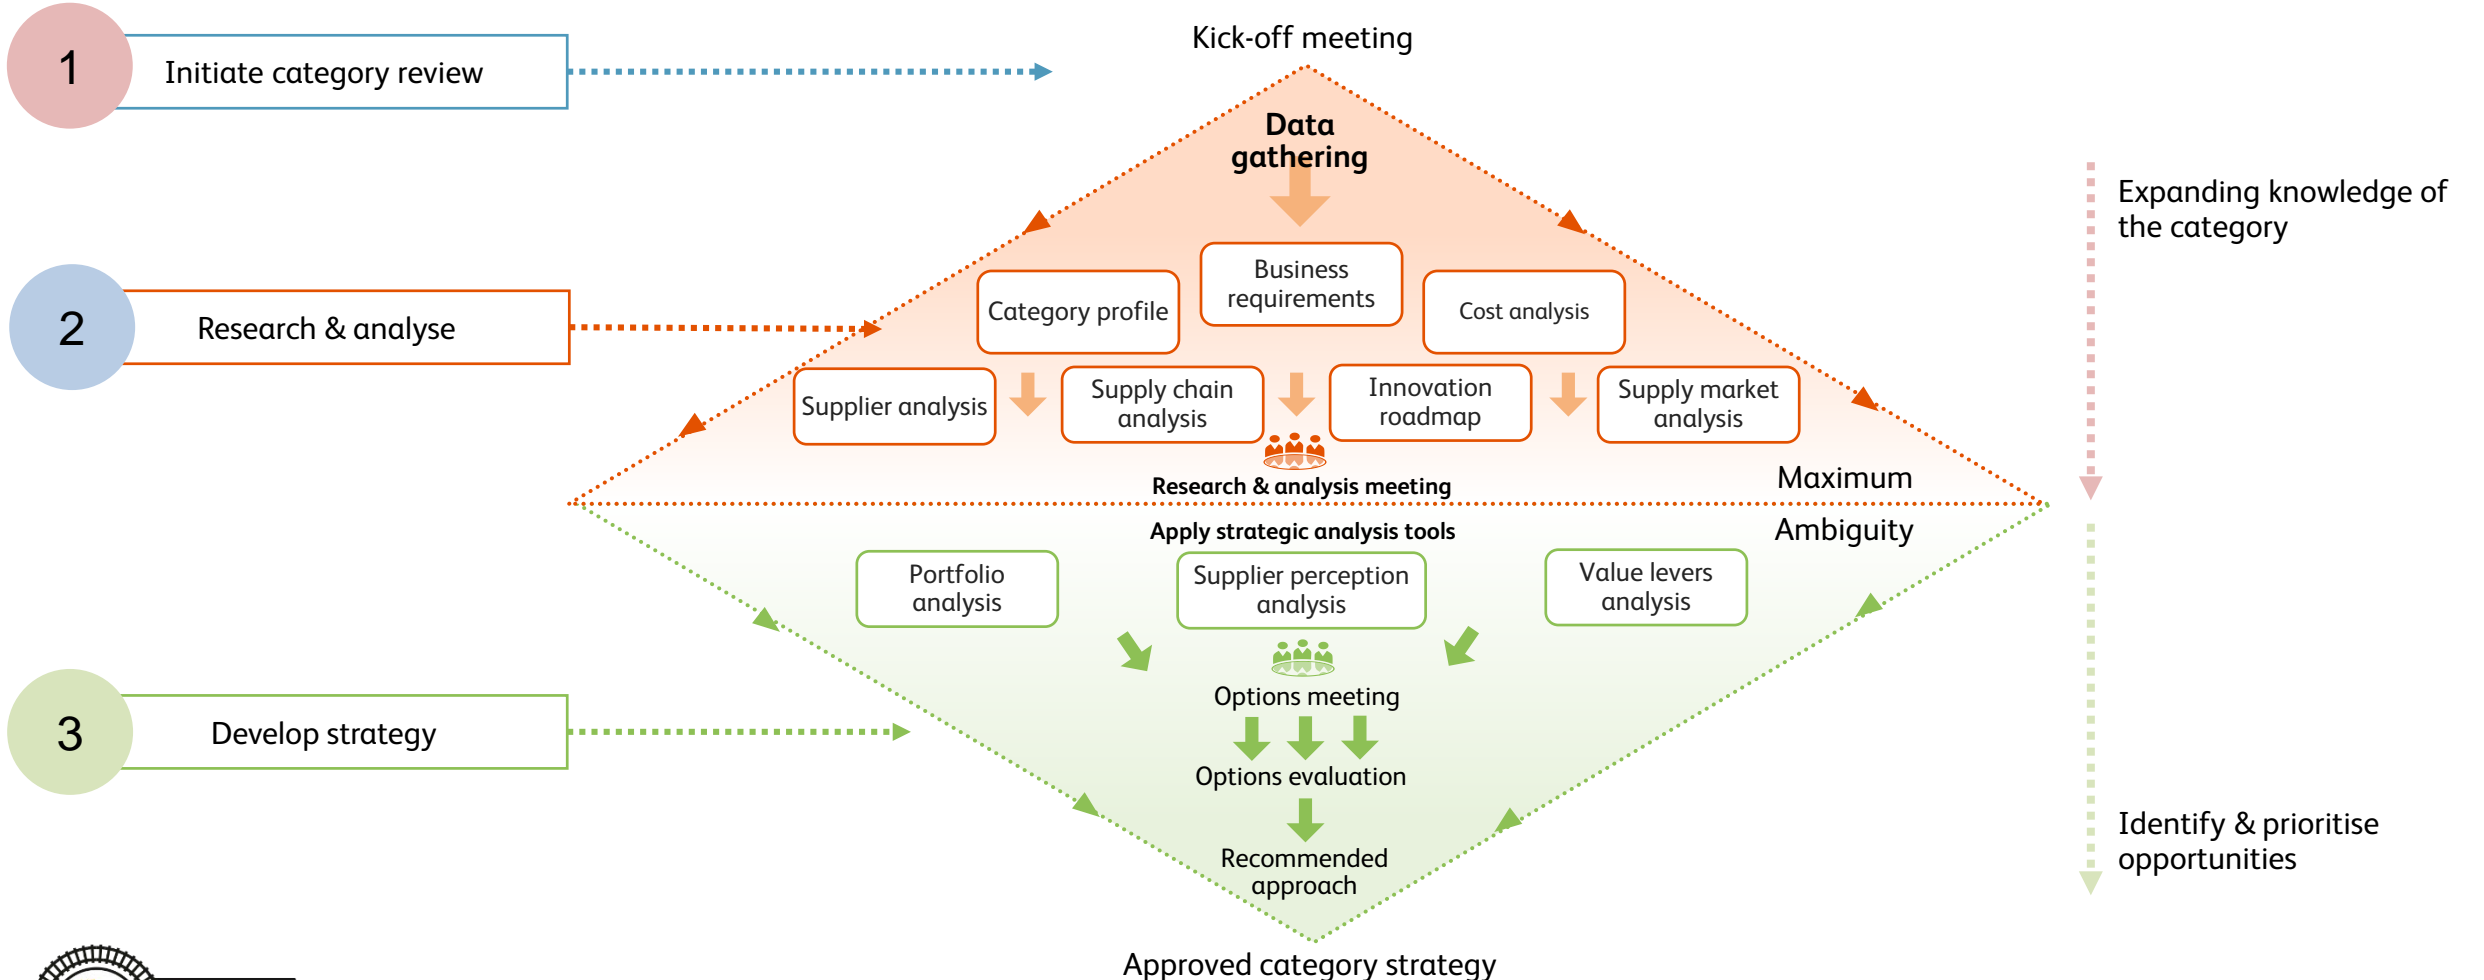 Kick-off meeting
1
Initiate category review
Data
gathering
Expanding knowledge of
the category
2
Research & analyse
Category profile
Business
requirements
Cost analysis
Supplier analysis
Supply chain
analysis
Innovation
roadmap
Supply market
analysis
Research & analysis meeting
Maximum
Apply strategic analysis tools
Ambiguity
Portfolio
analysis
Supplier perception
analysis
Value levers
analysis
3
Develop strategy
Options meeting
Options evaluation
Recommended
approach
Identify & prioritise
opportunities
Approved category strategy